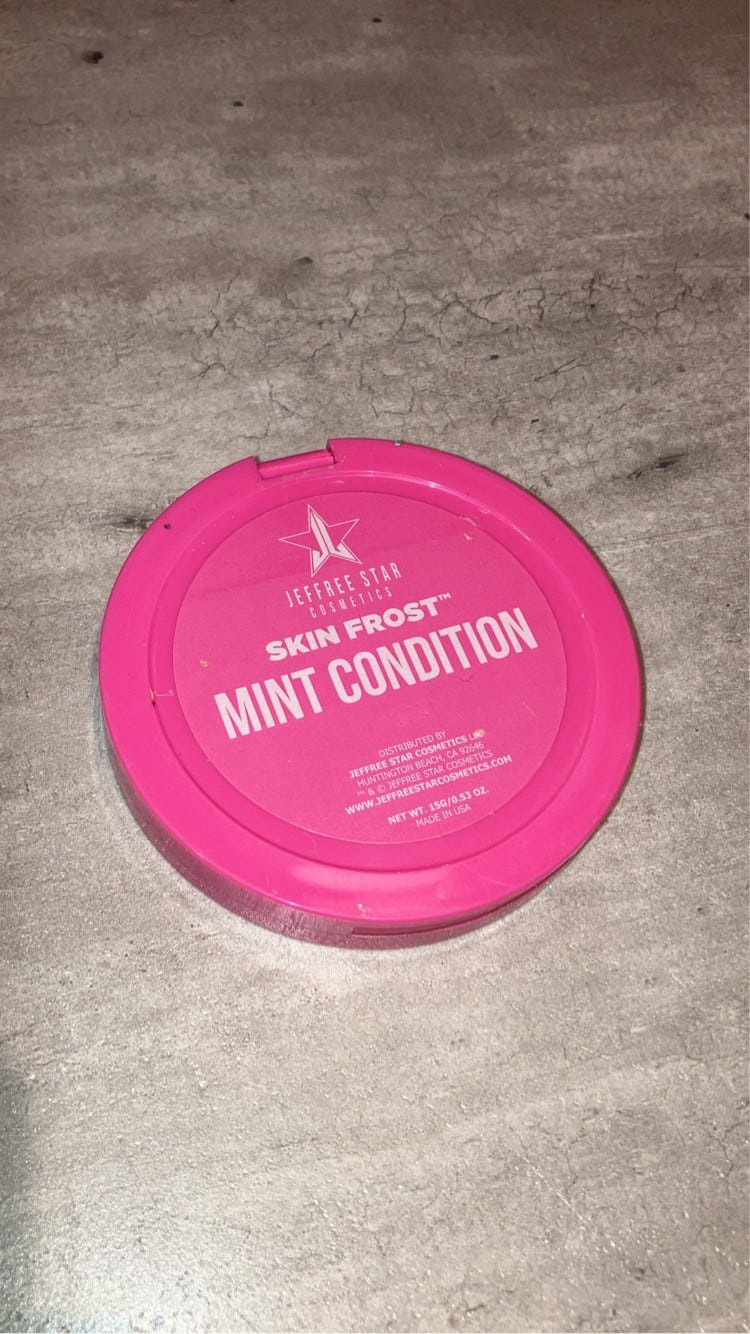 JEFFREE STAR
COSMETICS
SKIN FROST™
MINT CONDITION
DISTRIBUTED BY
JEFFREE STAR COSMETICS
HUNTINGTON BEACH, CA 92646
™ & © JEFFREE STAR COSMETICS
WWW.JEFFREESTARCOSMETICS.COM
NET WT. 15G/0.53 OZ.
MADE IN USA